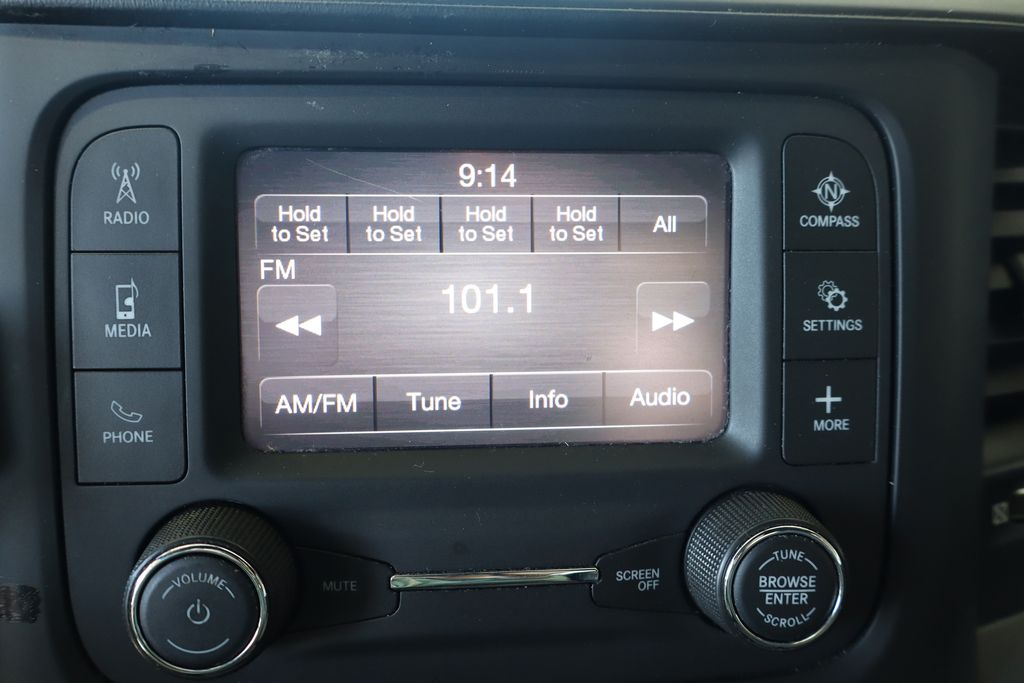 9:14
Hold to Set
Hold to Set
Hold to Set
Hold to Set
All
FM
101.1
AM/FM
Tune
Info
Audio
RADIO
MEDIA
PHONE
N
COMPASS
SETTINGS
MORE
VOLUME
MUTE
SCREEN
OFF
TUNE
BROWSE
ENTER
SCROLL